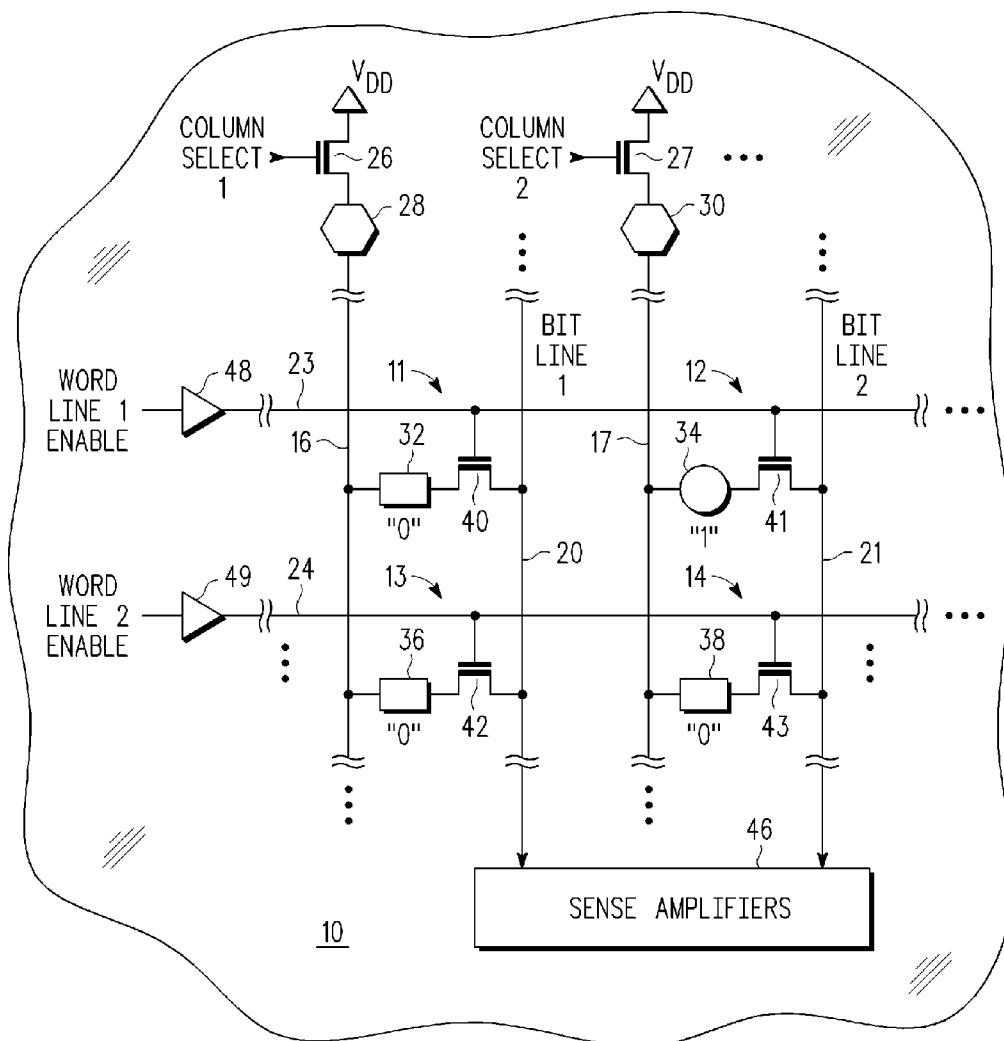 VDD
VDD
COLUMN
SELECT
1
26
COLUMN
SELECT
2
27
28
30
BIT
LINE
1
BIT
LINE
2
WORD
LINE 1
ENABLE
48
23
11
12
16
32
17
34
"0"
40
"1"
41
WORD
LINE 2
ENABLE
49
24
13
20
14
21
36
38
"0"
42
"0"
43
46
SENSE AMPLIFIERS
10